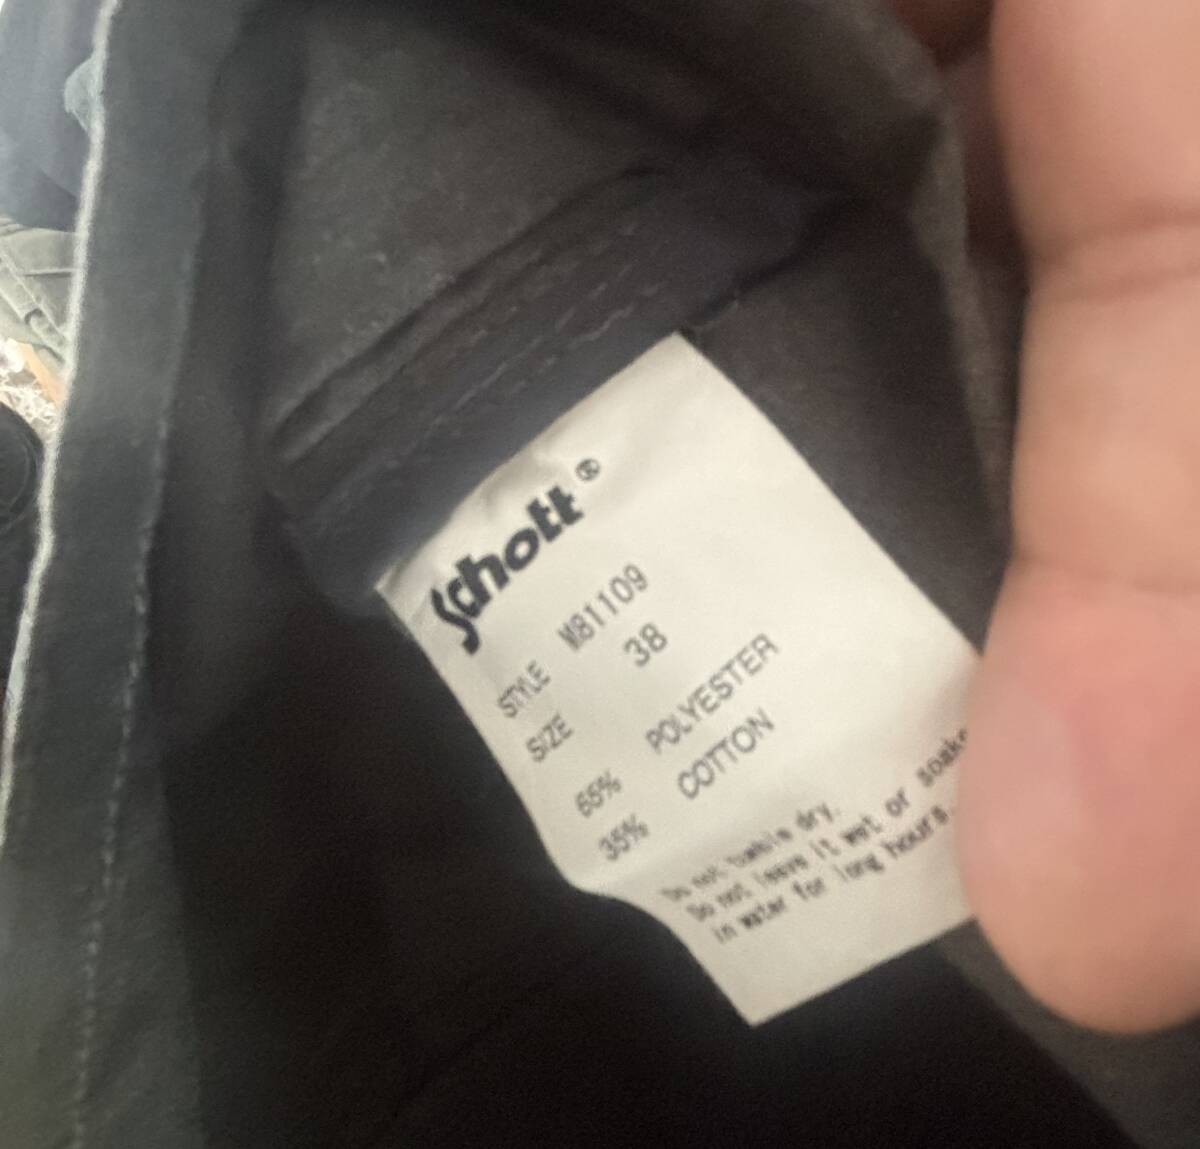 Schott®
STYLE M81109
SIZE 38
65% POLYESTER
35% COTTON
Do not tumble dry.
Do not leave it wet or soake
in water for long hours.